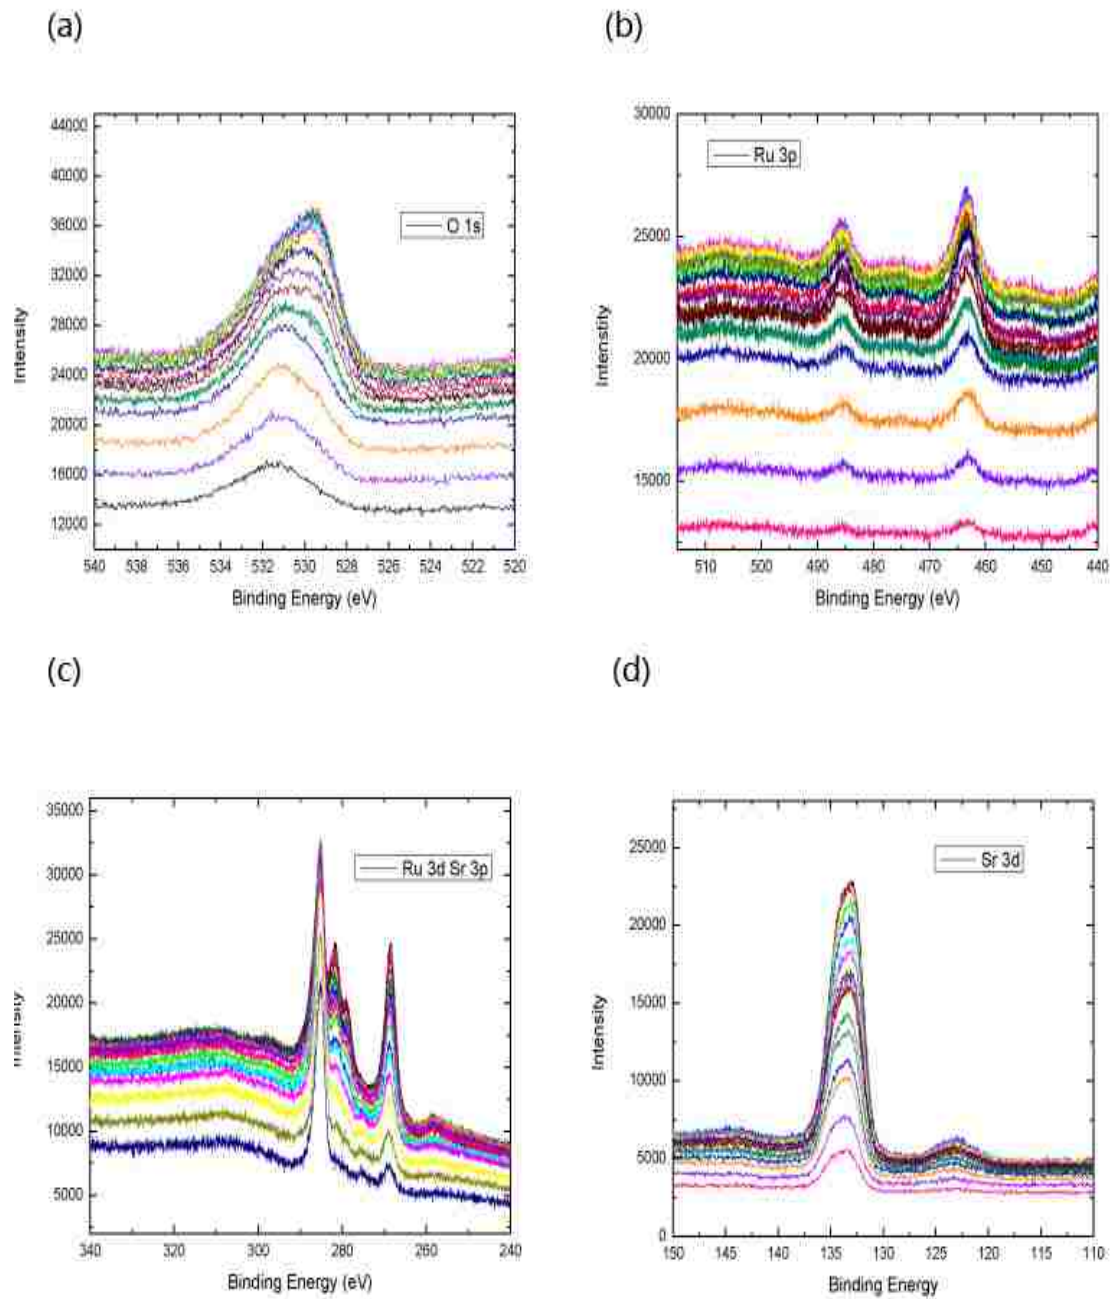 (a)
(b)
44000
40000
36000
32000
28000
24000
20000
16000
12000
Intensity
O 1s
540 538 536 534 532 530 528 526 524 522 520
Binding Energy (eV)
30000
25000
20000
15000
Intenstity
Ru 3p
510 500 490 480 470 460 450 440
Binding Energy (eV)
(c)
(d)
35000
30000
25000
20000
15000
10000
5000
Intensity
Ru 3d Sr 3p
340 320 300 280 260 240
Binding Energy (eV)
25000
20000
15000
10000
5000
0
Intensity
Sr 3d
150 145 140 135 130 125 120 115 110
Binding Energy